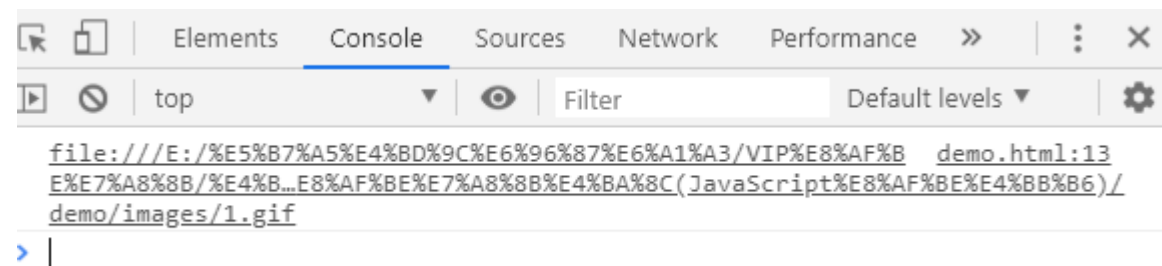 Elements Console Sources Network Performance »
top ▼ Filter Default levels ▼
file:///E:/%E5%B7%A5%E4%BD%9C%E6%96%87%E6%A1%A3/VIP%E8%AF%B demo.html:13
E%E7%A8%8B/%E4%B…E8%AF%BE%E7%A8%8B%E4%BA%8C(JavaScript%E8%AF%BE%E4%BB%B6)/
demo/images/1.gif
>